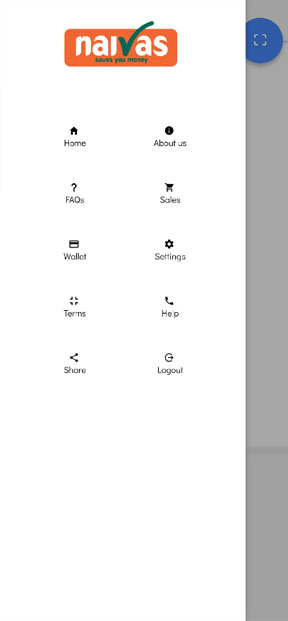 naivas
saves you money
Home
About us
FAQs
Sales
Wallet
Settings
Terms
Help
Share
Logout